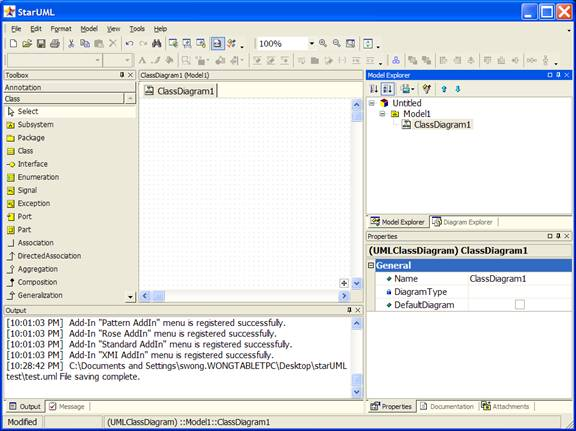 StarUML
File Edit Format Model View Tools Help
100%
Toolbox
Annotation
Class
Select
Subsystem
Package
Class
Interface
Enumeration
Signal
Exception
Port
Part
Association
DirectedAssociation
Aggregation
Composition
Generalization
ClassDiagram1 (Model1)
ClassDiagram1
Model Explorer
Untitled
Model1
ClassDiagram1
Model Explorer Diagram Explorer
Properties
(UMLClassDiagram) ClassDiagram1
General
Name ClassDiagram1
DiagramType
DefaultDiagram
Properties Documentation Attachments
Output
[10:01:03 PM] Add-In "Pattern AddIn" menu is registered successfully.
[10:01:03 PM] Add-In "Rose AddIn" menu is registered successfully.
[10:01:03 PM] Add-In "Standard AddIn" menu is registered successfully.
[10:01:03 PM] Add-In "XMI AddIn" menu is registered successfully.
[10:28:42 PM] C:\Documents and Settings\swong.WONGTABLETPC\Desktop\starUML
test\test.uml File saving complete.
Output Message
Modified (UMLClassDiagram) ::Model1::ClassDiagram1